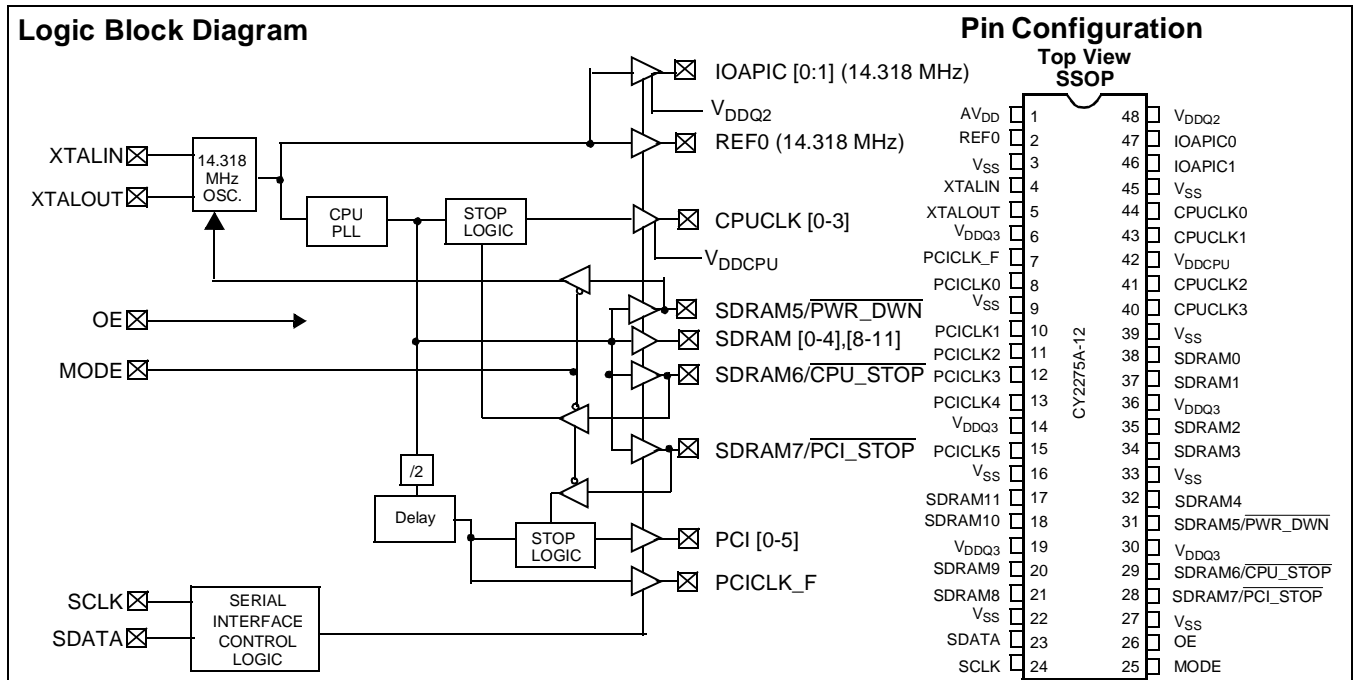 Logic Block Diagram
IOAPIC [0:1] (14.318 MHz)
VDDQ2
REF0 (14.318 MHz)
XTALIN
XTALOUT
14.318
MHz
OSC.
CPU
PLL
STOP
LOGIC
CPUCLK [0-3]
VDDCPU
OE
MODE
SDRAM5/PWR_DWN
SDRAM [0-4],[8-11]
SDRAM6/CPU_STOP
SDRAM7/PCI_STOP
/2
Delay
STOP
LOGIC
PCI [0-5]
PCICLK_F
SCLK
SDATA
SERIAL
INTERFACE
CONTROL
LOGIC
Pin Configuration
Top View
SSOP
CY2275A-12
AVDD 1 48 VDDQ2
REF0 2 47 IOAPIC0
VSS 3 46 IOAPIC1
XTALIN 4 45 VSS
XTALOUT 5 44 CPUCLK0
VDDQ3 6 43 CPUCLK1
PCICLK_F 7 42 VDDCPU
PCICLK0 8 41 CPUCLK2
VSS 9 40 CPUCLK3
PCICLK1 10 39 VSS
PCICLK2 11 38 SDRAM0
PCICLK3 12 37 SDRAM1
PCICLK4 13 36 VDDQ3
VDDQ3 14 35 SDRAM2
PCICLK5 15 34 SDRAM3
VSS 16 33 VSS
SDRAM11 17 32 SDRAM4
SDRAM10 18 31 SDRAM5/PWR_DWN
VDDQ3 19 30 VDDQ3
SDRAM9 20 29 SDRAM6/CPU_STOP
SDRAM8 21 28 SDRAM7/PCI_STOP
VSS 22 27 VSS
SDATA 23 26 OE
SCLK 24 25 MODE